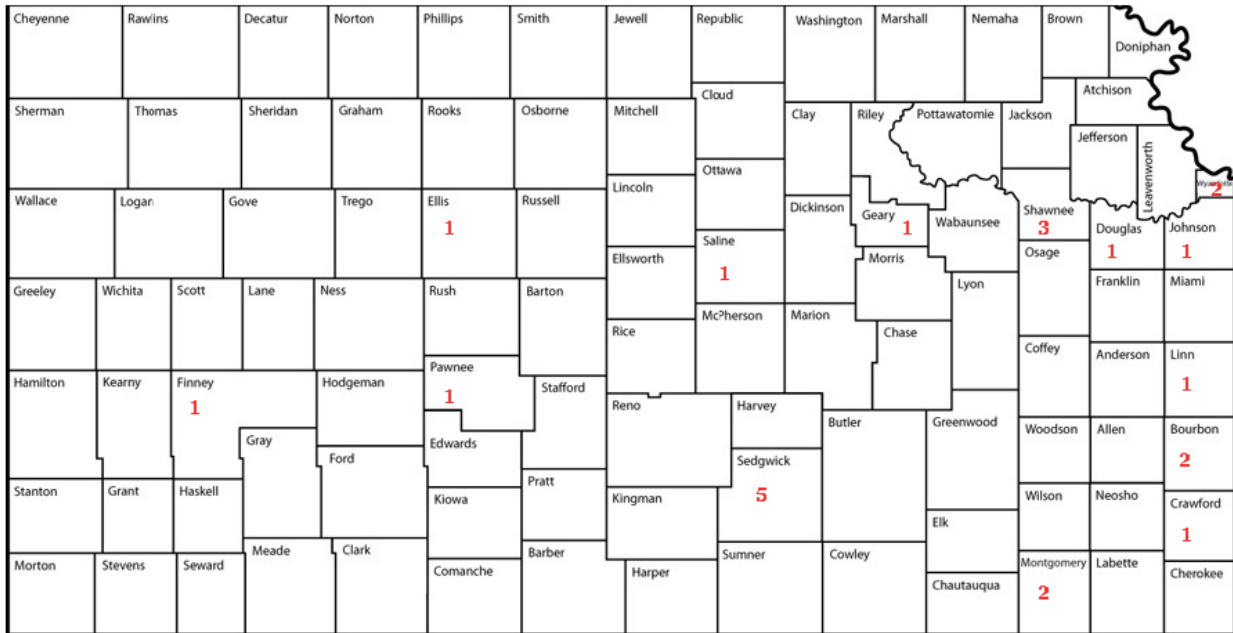 Cheyenne
Rawlins
Decatur
Norton
Phillips
Smith
Jewell
Republic
Washington
Marshall
Nemaha
Brown
Doniphan
Sherman
Thomas
Sheridan
Graham
Rooks
Osborne
Mitchell
Cloud
Clay
Riley
Pottawatomie
Jackson
Atchison
Jefferson
Leavenworth
Wyandotte
2
Wallace
Logan
Gove
Trego
Ellis
1
Russell
Lincoln
Ottawa
Dickinson
Geary
1
Wabaunsee
Shawnee
3
Douglas
1
Johnson
1
Ellsworth
Saline
1
Morris
Osage
Greeley
Wichita
Scott
Lane
Ness
Rush
Barton
Rice
McPherson
Marion
Chase
Lyon
Franklin
Miami
Hamilton
Kearny
Finney
1
Hodgeman
Pawnee
1
Stafford
Reno
Harvey
Butler
Greenwood
Coffey
Anderson
Linn
1
Gray
Ford
Edwards
Sedgwick
5
Woodson
Allen
Bourbon
2
Stanton
Grant
Haskell
Kiowa
Pratt
Kingman
Elk
Wilson
Neosho
Crawford
1
Morton
Stevens
Seward
Meade
Clark
Comanche
Barber
Harper
Sumner
Cowley
Chautauqua
Montgomery
2
Labette
Cherokee